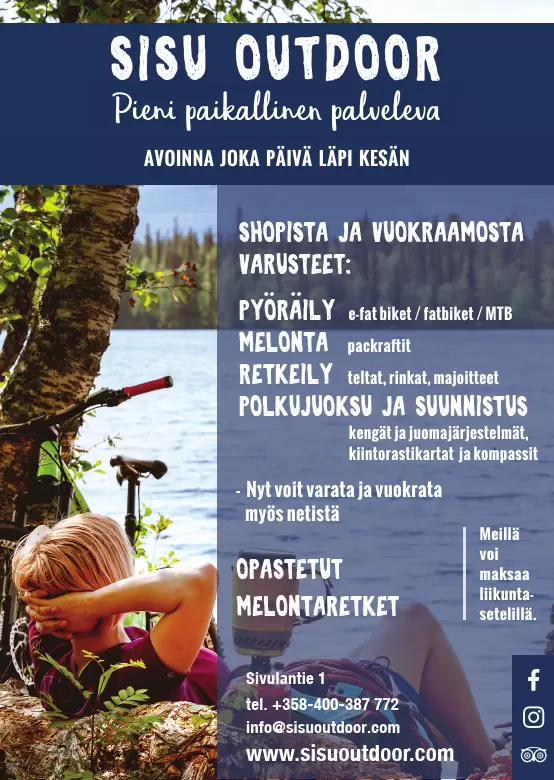 SISU OUTDOOR
Pieni paikallinen palveleva
AVOINNA JOKA PÄIVÄ LÄPI KESÄN
SHOPISTA JA VUOKRAAMOSTA
VARUSTEET:
PYÖRÄILY e-fat biket / fatbiket / MTB
MELONTA packraftit
RETKEILY teltat, rinkat, majoitteet
POLKUJUOKSU JA SUUNNISTUS
kengät ja juomajärjestelmät,
kiintorastikartat ja kompassit
- Nyt voit varata ja vuokrata
myös netistä
OPASTETUT
MELONTARETKET
Meillä
voi
maksaa
liikunta-
setelillä.
Sivulantie 1
tel. +358-400-387 772
info@sisuoutdoor.com
www.sisuoutdoor.com